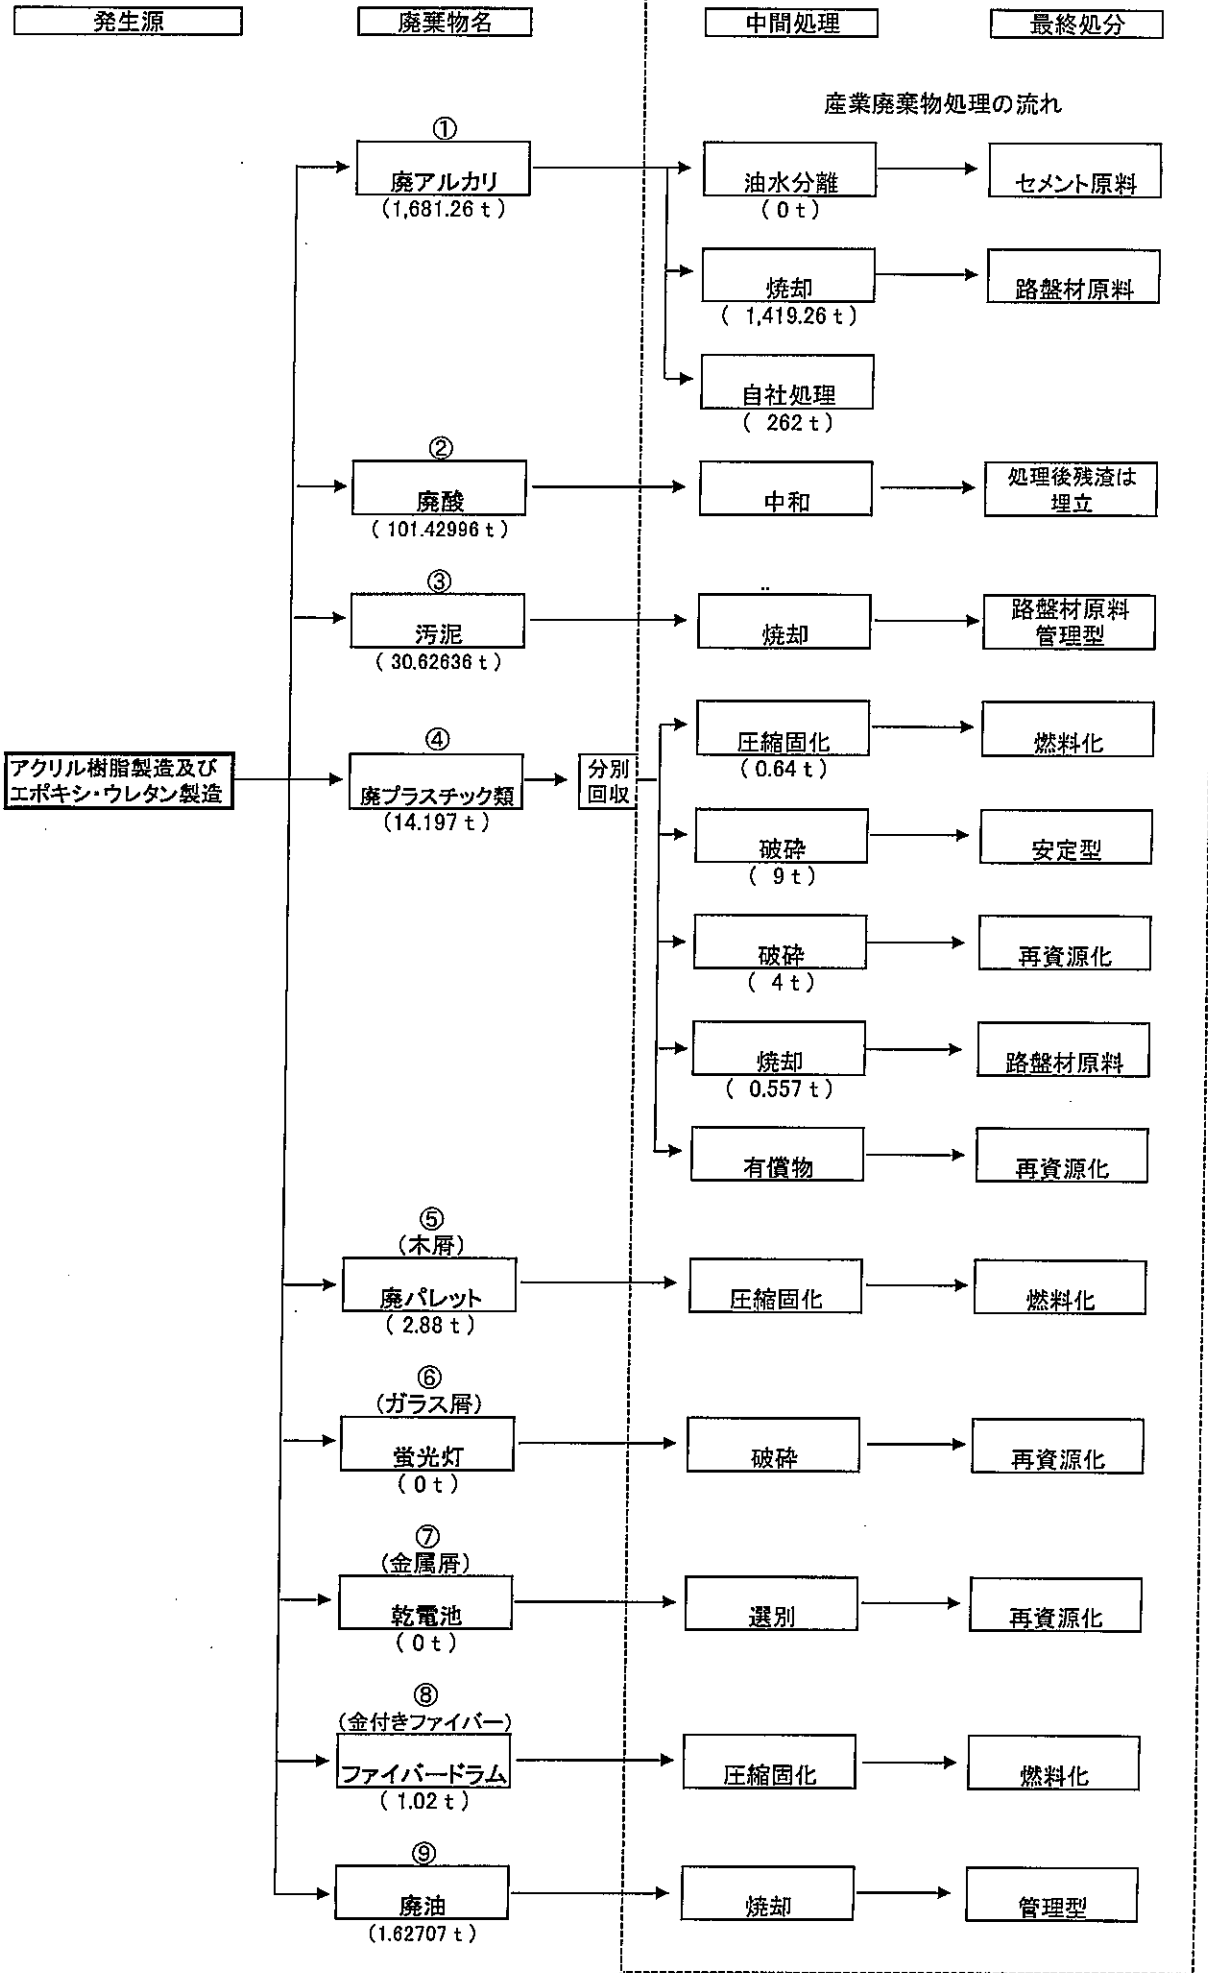 発生源
廃棄物名
中間処理
最終処分
産業廃棄物処理の流れ
①
廃アルカリ
(1,681.26 t)
油水分離
(0 t)
セメント原料
焼却
( 1,419.26 t)
路盤材原料
自社処理
( 262 t)
②
廃酸
( 101.42996 t)
中和
処理後残渣は
埋立
③
汚泥
( 30.62636 t)
焼却
路盤材原料
管理型
アクリル樹脂製造及び
エポキシ・ウレタン製造
④
廃プラスチック類
(14.197 t)
分別
回収
圧縮固化
(0.64 t)
燃料化
破砕
( 9 t)
安定型
破砕
( 4 t)
再資源化
焼却
( 0.557 t)
路盤材原料
有償物
再資源化
⑤
(木屑)
廃パレット
( 2.88 t)
圧縮固化
燃料化
⑥
(ガラス屑)
蛍光灯
( 0 t)
破砕
再資源化
⑦
(金属屑)
乾電池
( 0 t)
選別
再資源化
⑧
(金付きファイバー)
ファイバードラム
( 1.02 t)
圧縮固化
燃料化
⑨
廃油
(1.62707 t)
焼却
管理型